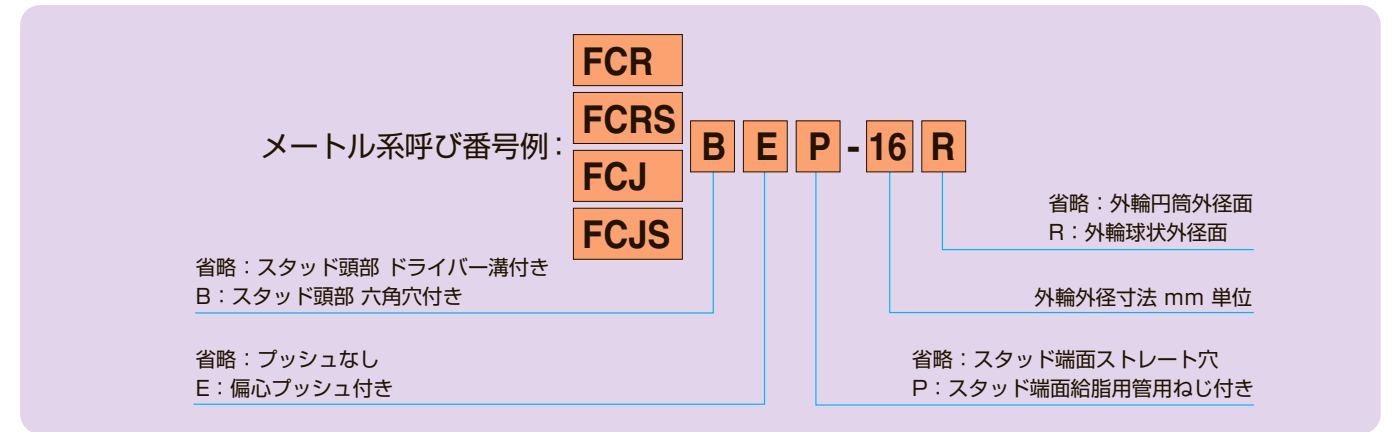 FCR
FCRS
メートル系呼び番号例：
B E P - 16 R
FCJ
FCJS
省略：外輪円筒外径面
R：外輪球状外径面
省略：スタッド頭部 ドライバー溝付き
B：スタッド頭部 六角穴付き
外輪外径寸法 mm 単位
省略：プッシュなし
E：偏心プッシュ付き
省略：スタッド端面ストレート穴
P：スタッド端面給脂用管用ねじ付き